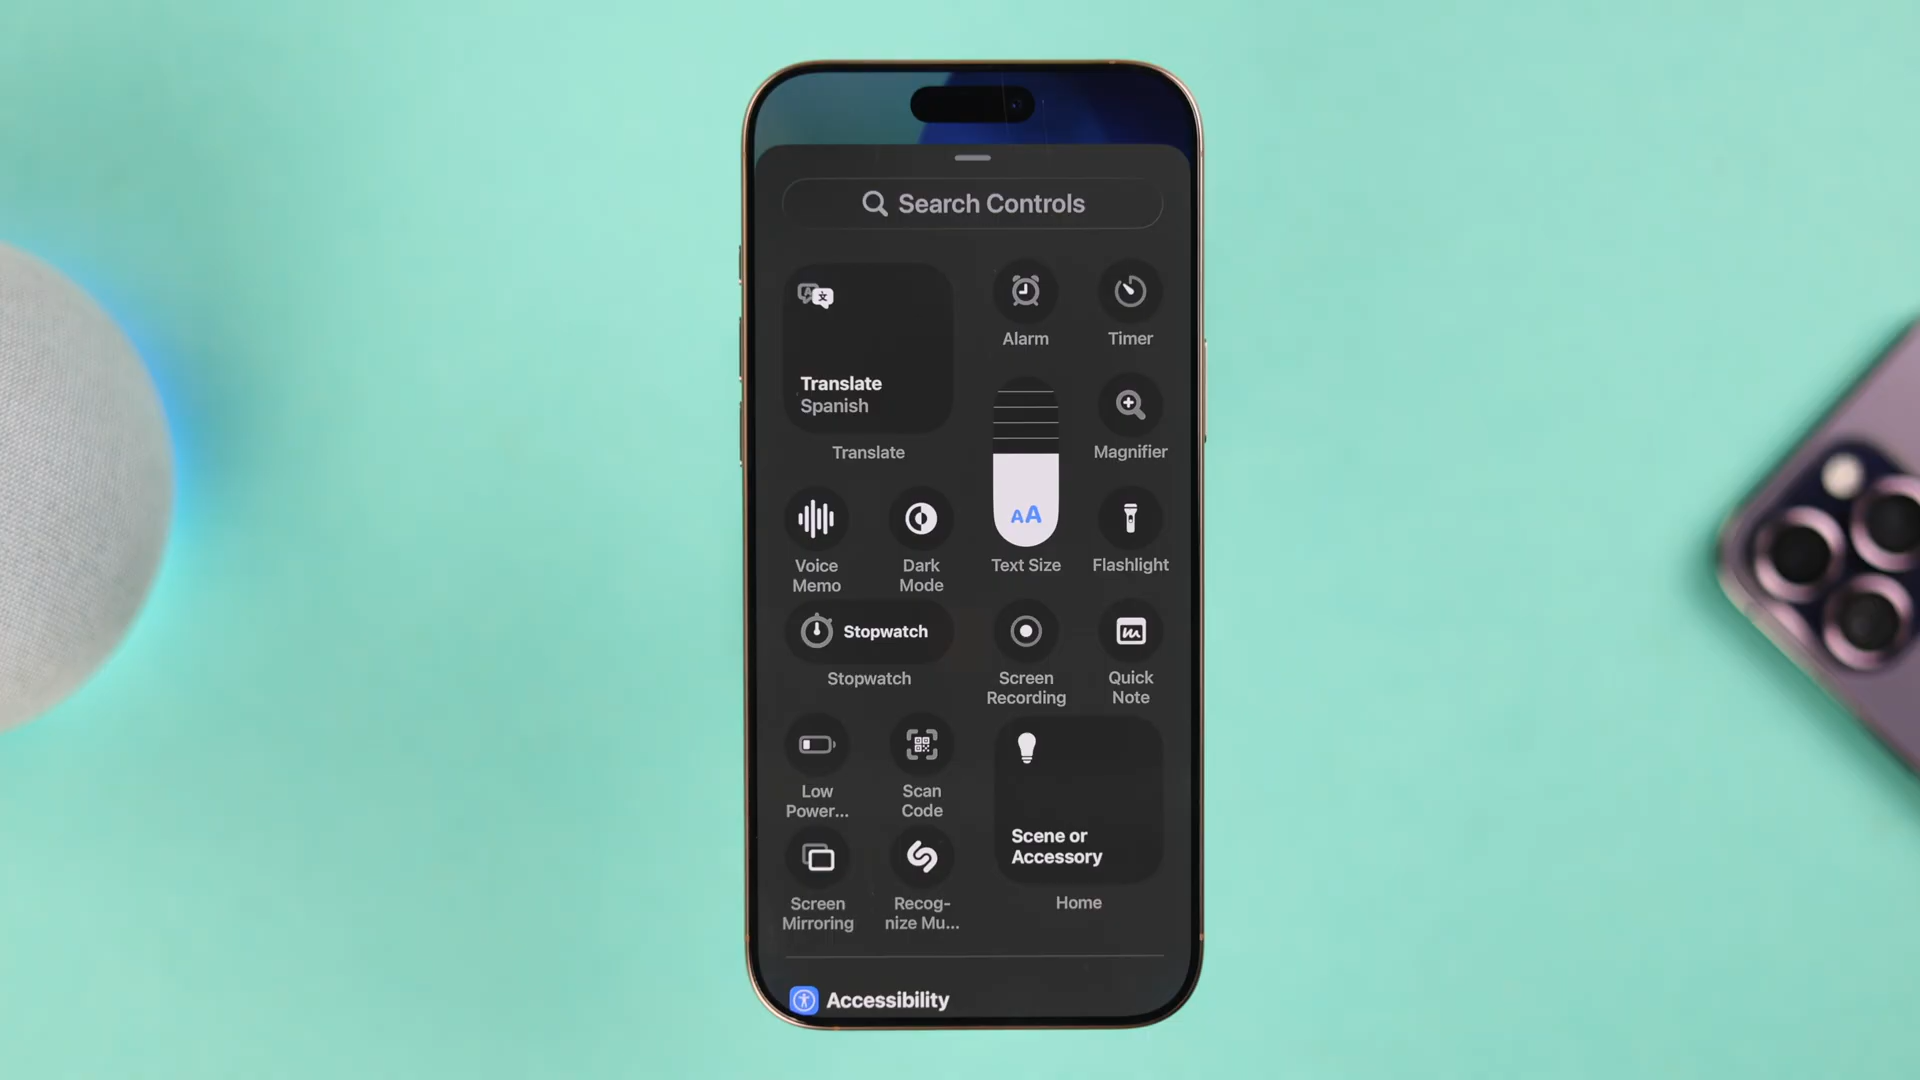 Search Controls
Translate
Spanish
Translate
Alarm
Timer
Magnifier
AA
Text Size
Voice
Memo
Dark
Mode
Flashlight
Stopwatch
Stopwatch
Screen
Recording
Quick
Note
Low
Power...
Scan
Code
Scene or
Accessory
Home
Screen
Mirroring
Recog-
nize Mu...
Accessibility